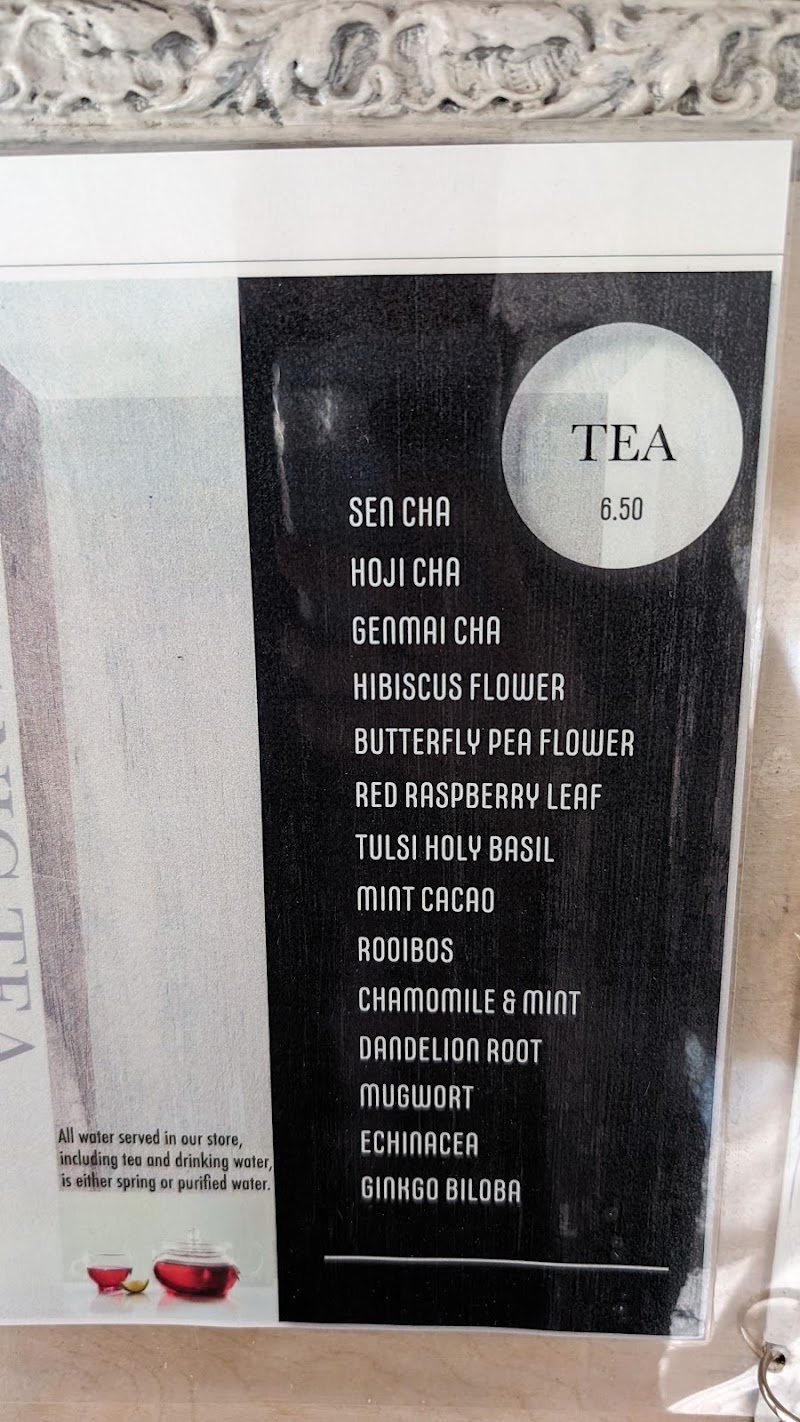 TEA
6.50
SEN CHA
HOJI CHA
GENMAI CHA
HIBISCUS FLOWER
BUTTERFLY PEA FLOWER
RED RASPBERRY LEAF
TULSI HOLY BASIL
MINT CACAO
ROOIBOS
CHAMOMILE & MINT
DANDELION ROOT
MUGWORT
ECHINACEA
GINKGO BILOBA
All water served in our store,
including tea and drinking water,
is either spring or purified water.
TEA